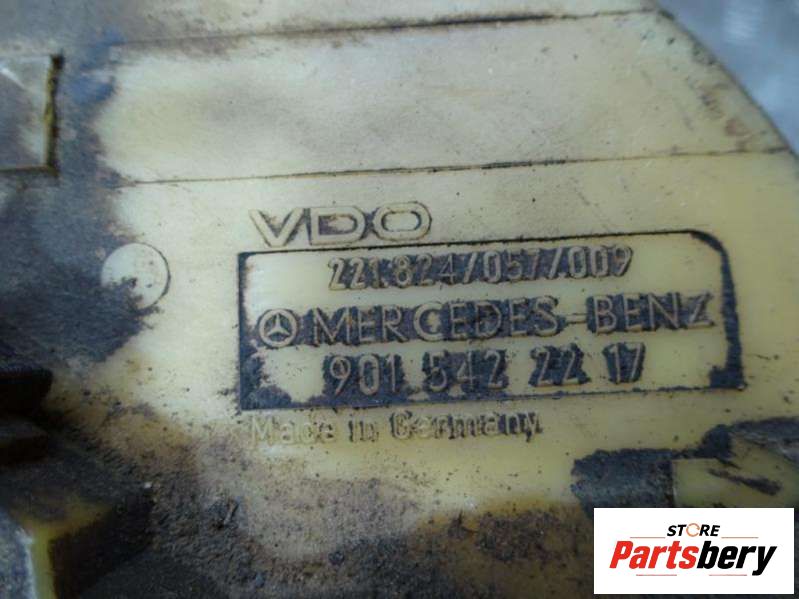 VDO
221.824/057/009
MERCEDES-BENZ
901 542 22 17
Made in Germany
STORE
Partsbery